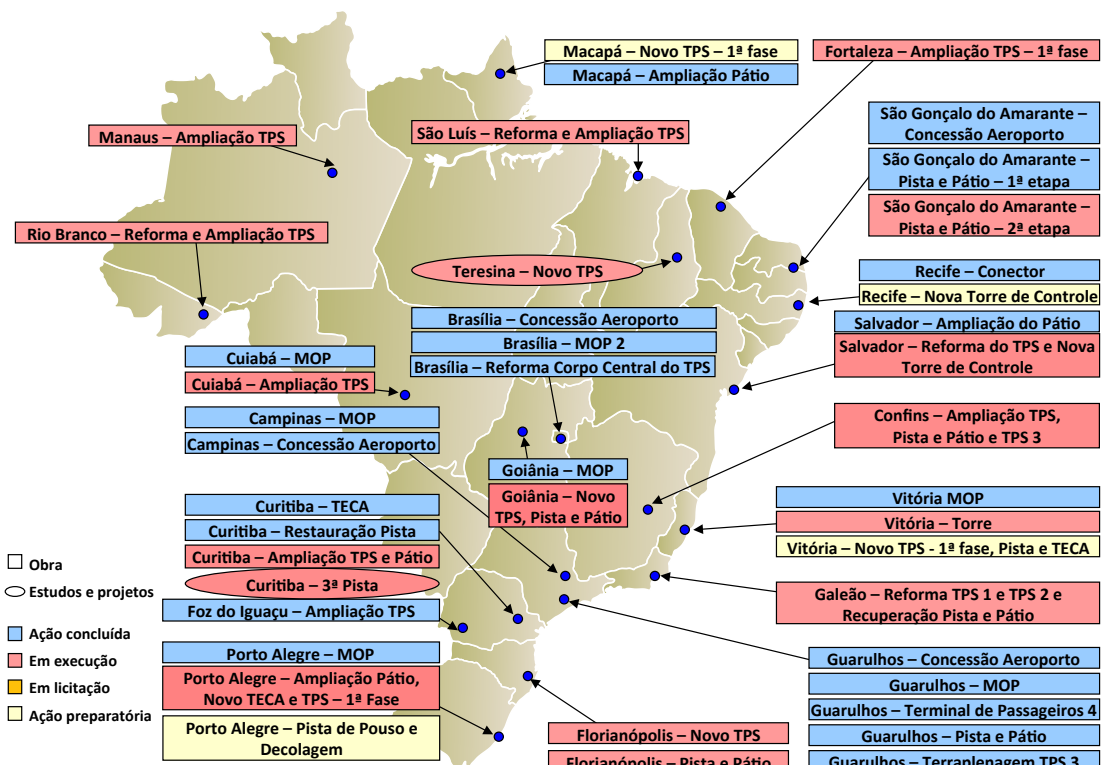 Macapá – Novo TPS – 1ª fase
Macapá – Ampliação Pátio
Fortaleza – Ampliação TPS – 1ª fase
São Gonçalo do Amarante –
Concessão Aeroporto
São Gonçalo do Amarante –
Pista e Pátio – 1ª etapa
São Gonçalo do Amarante –
Pista e Pátio – 2ª etapa
Manaus – Ampliação TPS
São Luís – Reforma e Ampliação TPS
Rio Branco – Reforma e Ampliação TPS
Teresina – Novo TPS
Recife – Conector
Recife – Nova Torre de Controle
Brasília – Concessão Aeroporto
Brasília – MOP 2
Brasília – Reforma Corpo Central do TPS
Salvador – Ampliação do Pátio
Salvador – Reforma do TPS e Nova
Torre de Controle
Cuiabá – MOP
Cuiabá – Ampliação TPS
Campinas – MOP
Campinas – Concessão Aeroporto
Confins – Ampliação TPS,
Pista e Pátio e TPS 3
Goiânia – MOP
Goiânia – Novo
TPS, Pista e Pátio
Curitiba – TECA
Curitiba – Restauração Pista
Curitiba – Ampliação TPS e Pátio
Curitiba – 3ª Pista
Foz do Iguaçu – Ampliação TPS
Vitória MOP
Vitória – Torre
Vitória – Novo TPS - 1ª fase, Pista e TECA
Galeão – Reforma TPS 1 e TPS 2 e
Recuperação Pista e Pátio
Obra
Estudos e projetos
Ação concluída
Em execução
Em licitação
Ação preparatória
Porto Alegre – MOP
Porto Alegre – Ampliação Pátio,
Novo TECA e TPS – 1ª Fase
Porto Alegre – Pista de Pouso e
Decolagem
Florianópolis – Novo TPS
Florianópolis – Pista e Pátio
Guarulhos – Concessão Aeroporto
Guarulhos – MOP
Guarulhos – Terminal de Passageiros 4
Guarulhos – Pista e Pátio
Guarulhos – Terraplenagem TPS 3